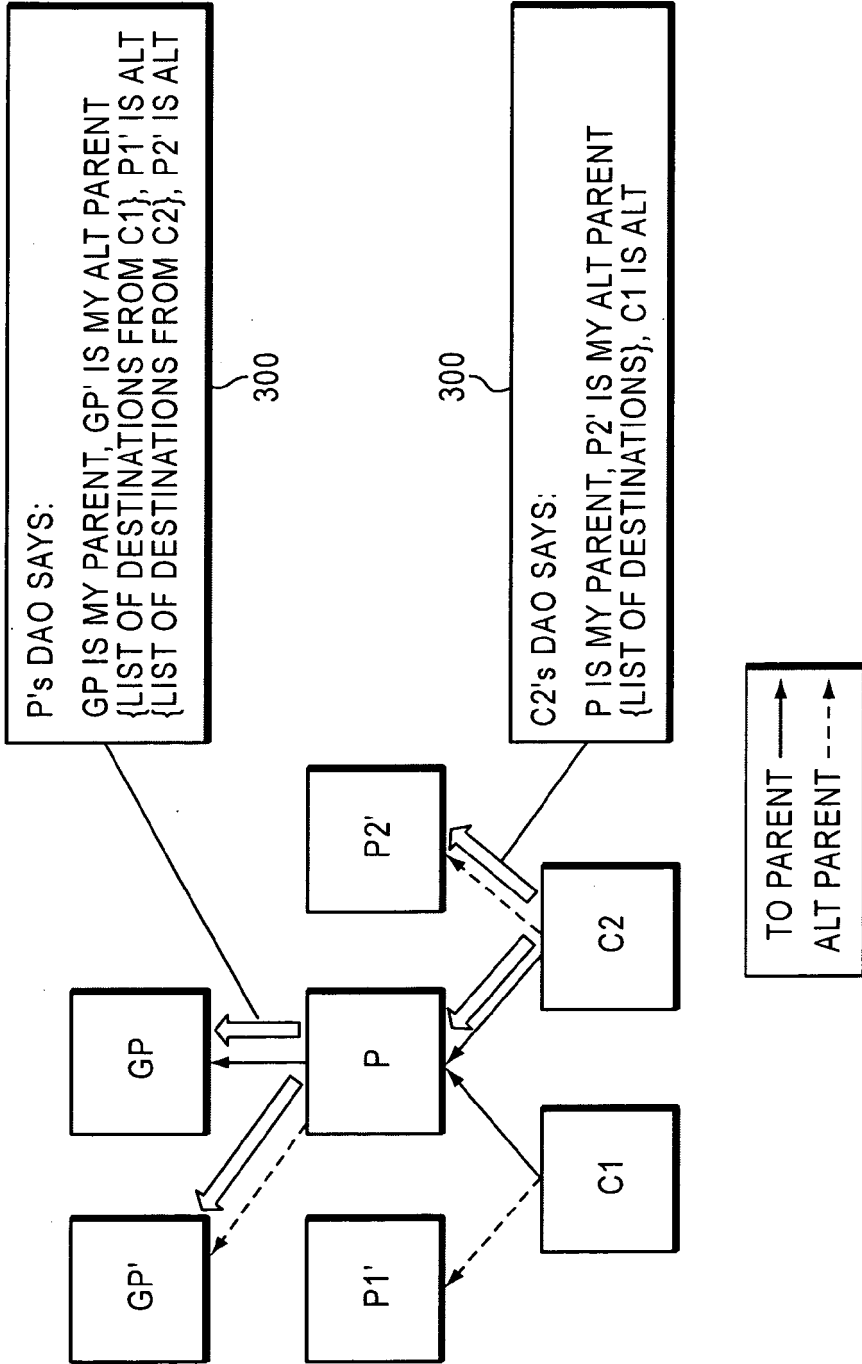 P's DAO SAYS:
GP IS MY PARENT, GP' IS MY ALT PARENT
{LIST OF DESTINATIONS FROM C1}, P1' IS ALT
{LIST OF DESTINATIONS FROM C2}, P2' IS ALT
300
GP'
GP
P1'
P
P2'
C1
C2
300
C2's DAO SAYS:
P IS MY PARENT, P2' IS MY ALT PARENT
{LIST OF DESTINATIONS}, C1 IS ALT
TO PARENT
ALT PARENT